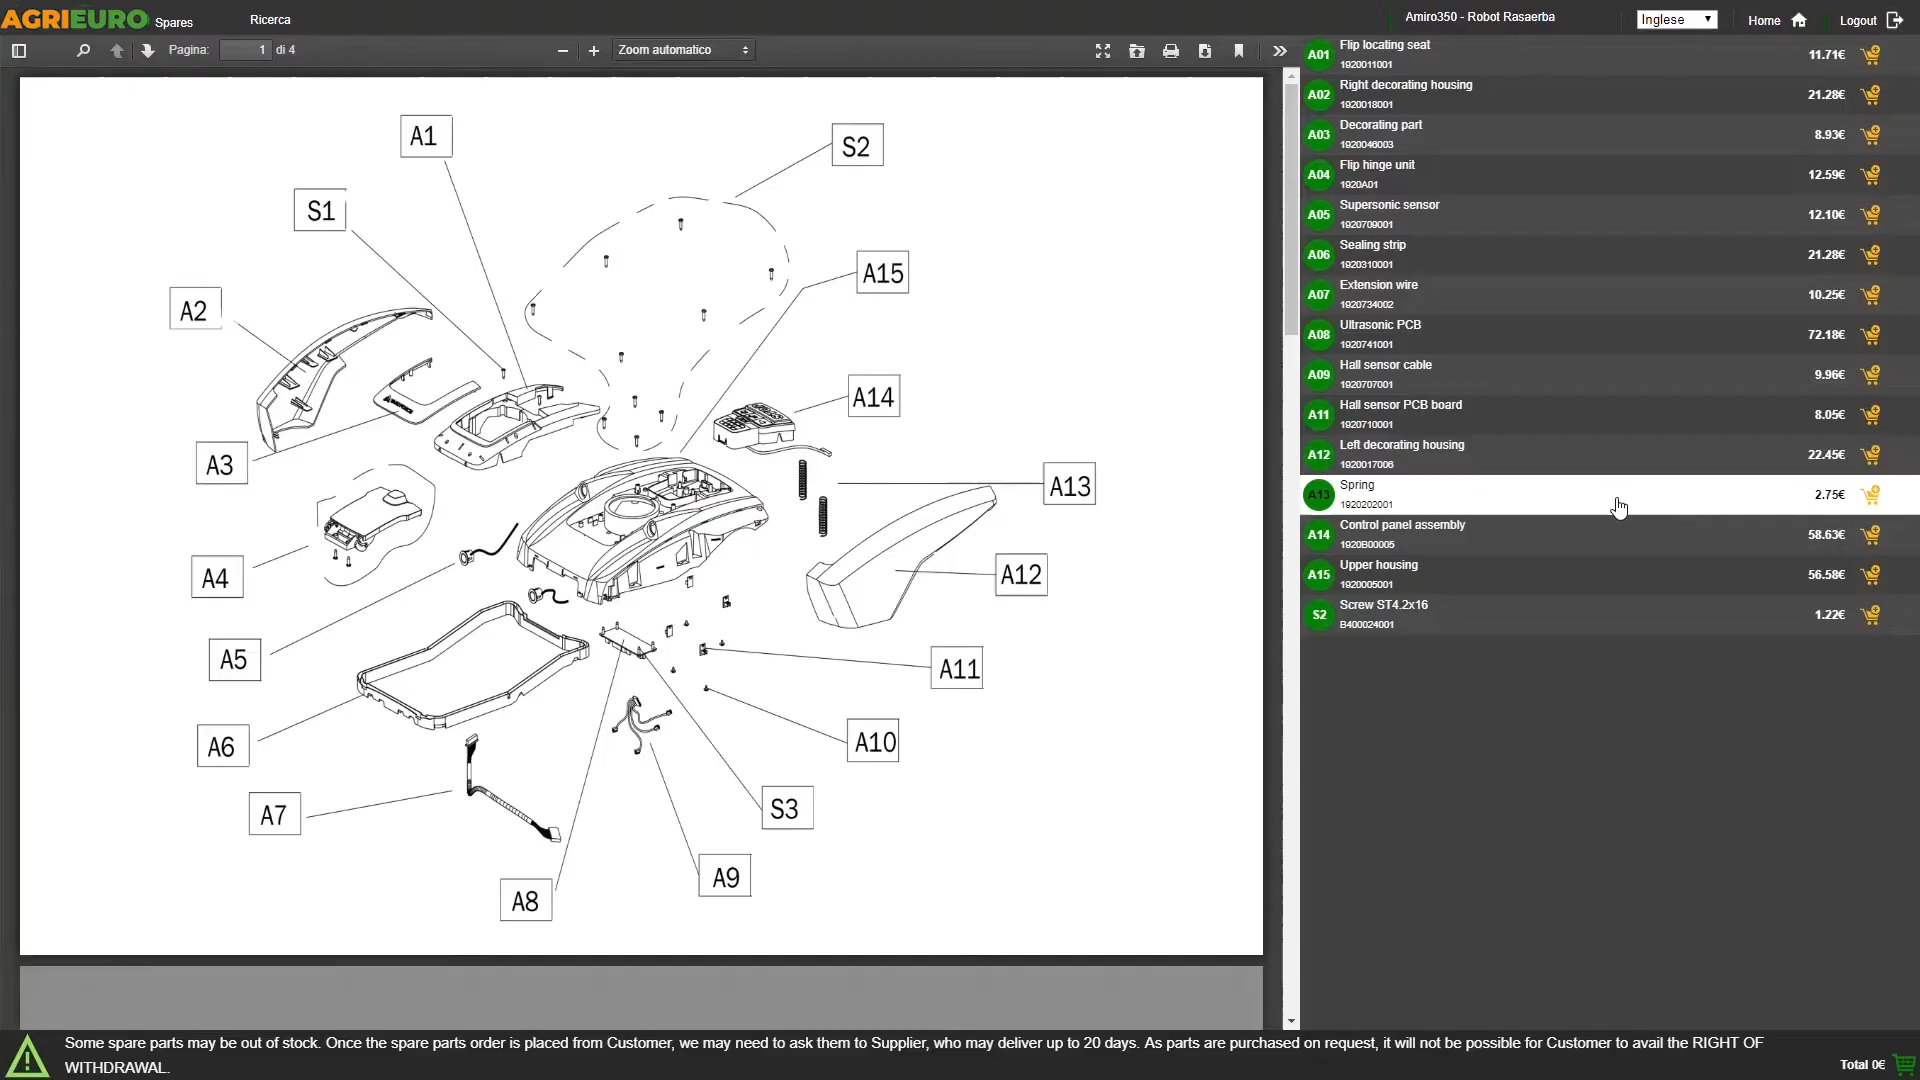 AGRIEURO Spares
Ricerca
Amiro350 - Robot Rasaerba
Inglese
Home
Logout
Pagina: 1 di 4
Zoom automatico
A1
S2
S1
A15
A2
A14
A3
A13
A4
A12
A5
A11
A6
A10
A7
S3
A9
A8
A01 Flip locating seat 11.71€
1920011001
A02 Right decorating housing 21.28€
1920018001
A03 Decorating part 8.93€
1920046003
A04 Flip hinge unit 12.59€
1920A01
A05 Supersonic sensor 12.10€
1920709001
A06 Sealing strip 21.28€
1920310001
A07 Extension wire 10.25€
1920734002
A08 Ultrasonic PCB 72.18€
1920741001
A09 Hall sensor cable 9.96€
1920707001
A11 Hall sensor PCB board 8.05€
1920710001
A12 Left decorating housing 22.45€
1920017006
A13 Spring 2.75€
1920202001
A14 Control panel assembly 58.63€
1920B00005
A15 Upper housing 56.58€
1920005001
S2 Screw ST4.2x16 1.22€
B400024001
Some spare parts may be out of stock. Once the spare parts order is placed from Customer, we may need to ask them to Supplier, who may deliver up to 20 days. As parts are purchased on request, it will not be possible for Customer to avail the RIGHT OF
WITHDRAWAL.
Total 0€